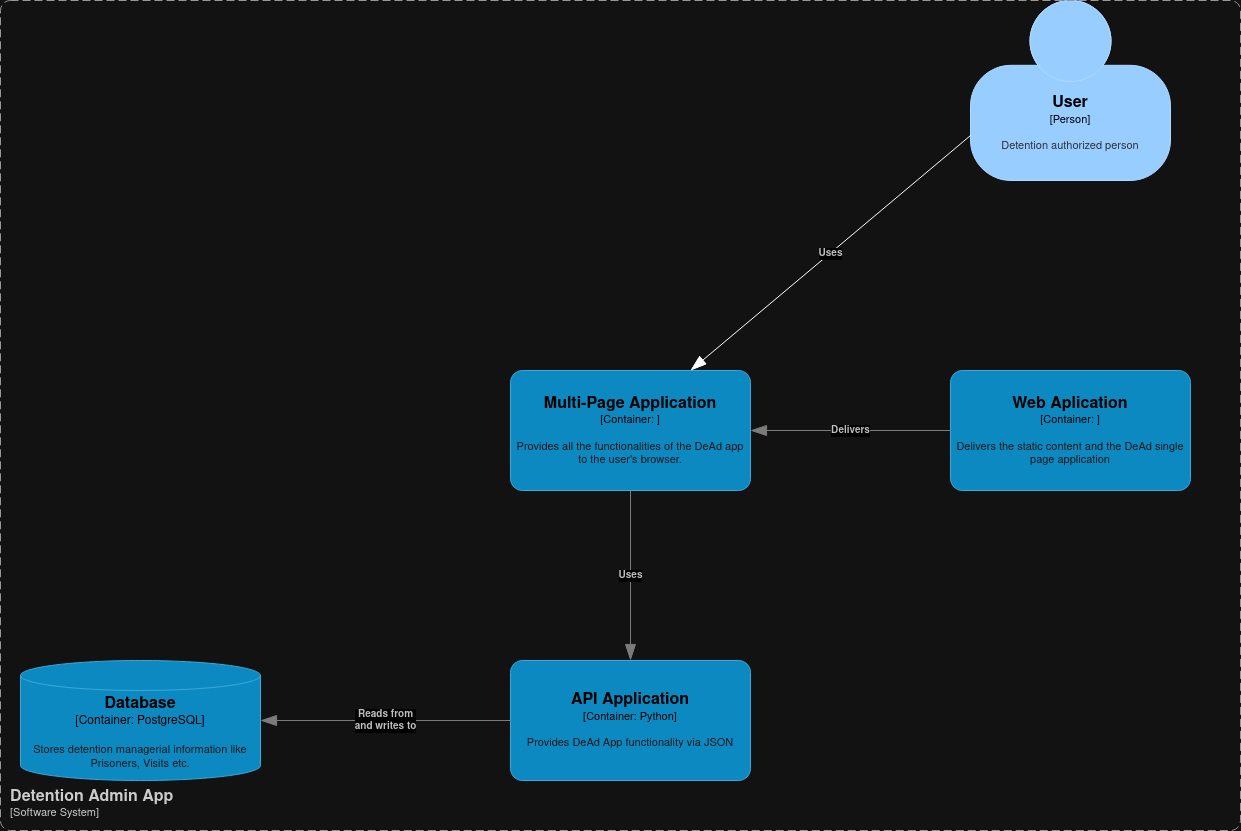 User
[Person]
Detention authorized person
Uses
Multi-Page Application
[Container: ]
Provides all the functionalities of the DeAd app
to the user's browser.
Delivers
Web Aplication
[Container: ]
Delivers the static content and the DeAd single
page application
Uses
Database
[Container: PostgreSQL]
Stores detention managerial information like
Prisoners, Visits etc.
Reads from
and writes to
API Application
[Container: Python]
Provides DeAd App functionality via JSON
Detention Admin App
[Software System]